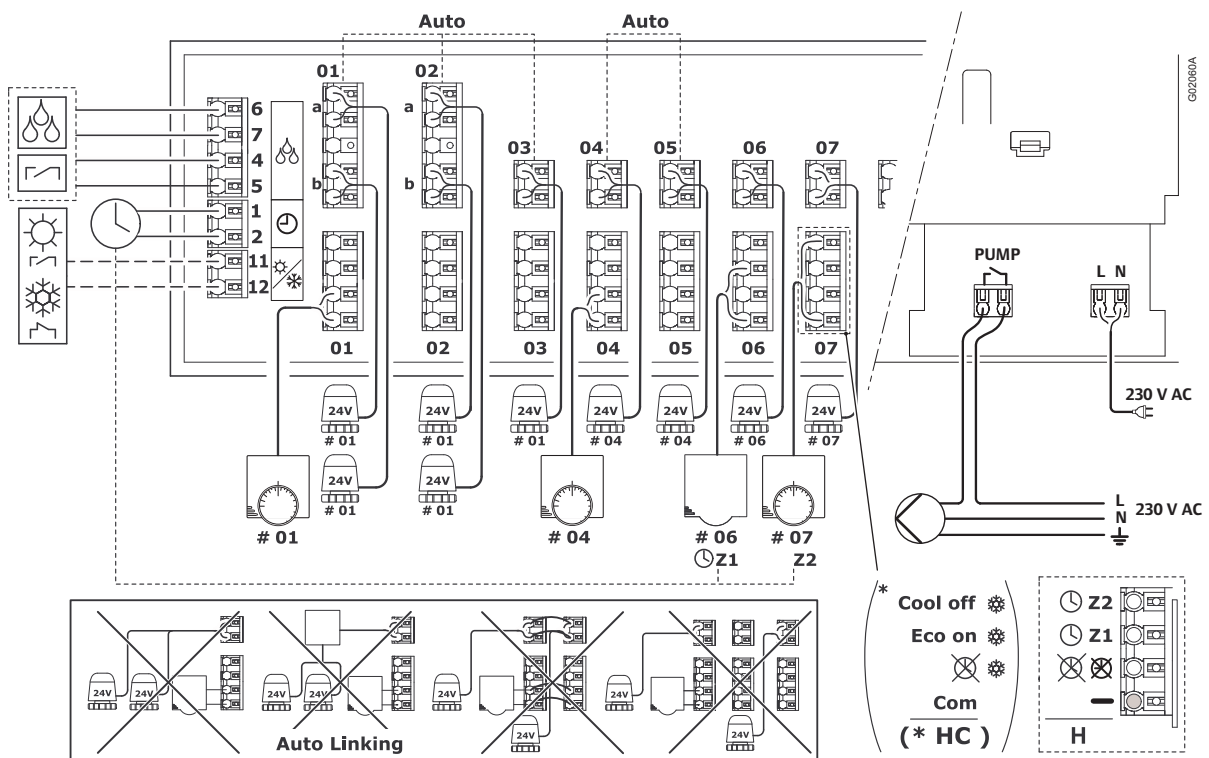 Auto Auto
01 02
a a
6
7
4
5
b b
03 04 05 06 07
1
2
11
12
01 02 03 04 05 06 07
24V 24V 24V 24V 24V 24V 24V
# 01 # 01 # 01 # 04 # 04 # 06 # 07
24V 24V
# 01 # 01
# 01 # 04 # 06 # 07
Z1 Z2
G02060A
PUMP
L N
230 V AC
L
N
230 V AC
24V 24V 24V 24V 24V 24V
24V 24V
Auto Linking
*
Cool off
Eco on
Com
(* HC )
Z2
Z1
H